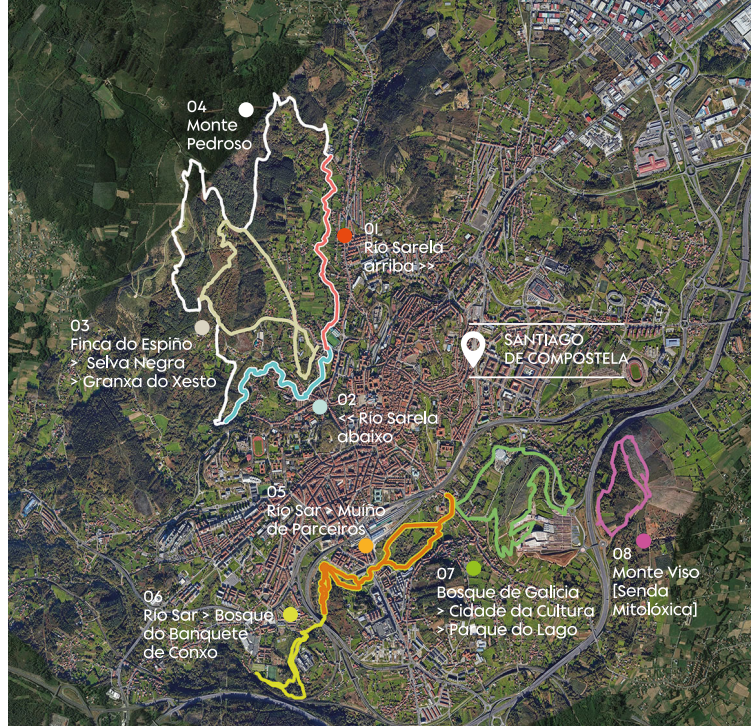 04
Monte
Pedroso
01.
Río Sarela
arriba >>
03
Finca do Espiño
> Selva Negra
> Granxa do Xesto
SANTIAGO
DE COMPOSTELA
02
<< Río Sarela
abaixo
05
Río Sar > Muíño
de Parceiros
06
Río Sar > Bosque
do Banquete
de Conxo
07
Bosque de Galicia
> Cidade da Cultura
> Parque do Lago
08
Monte Viso
[Senda
Mitolóxica]